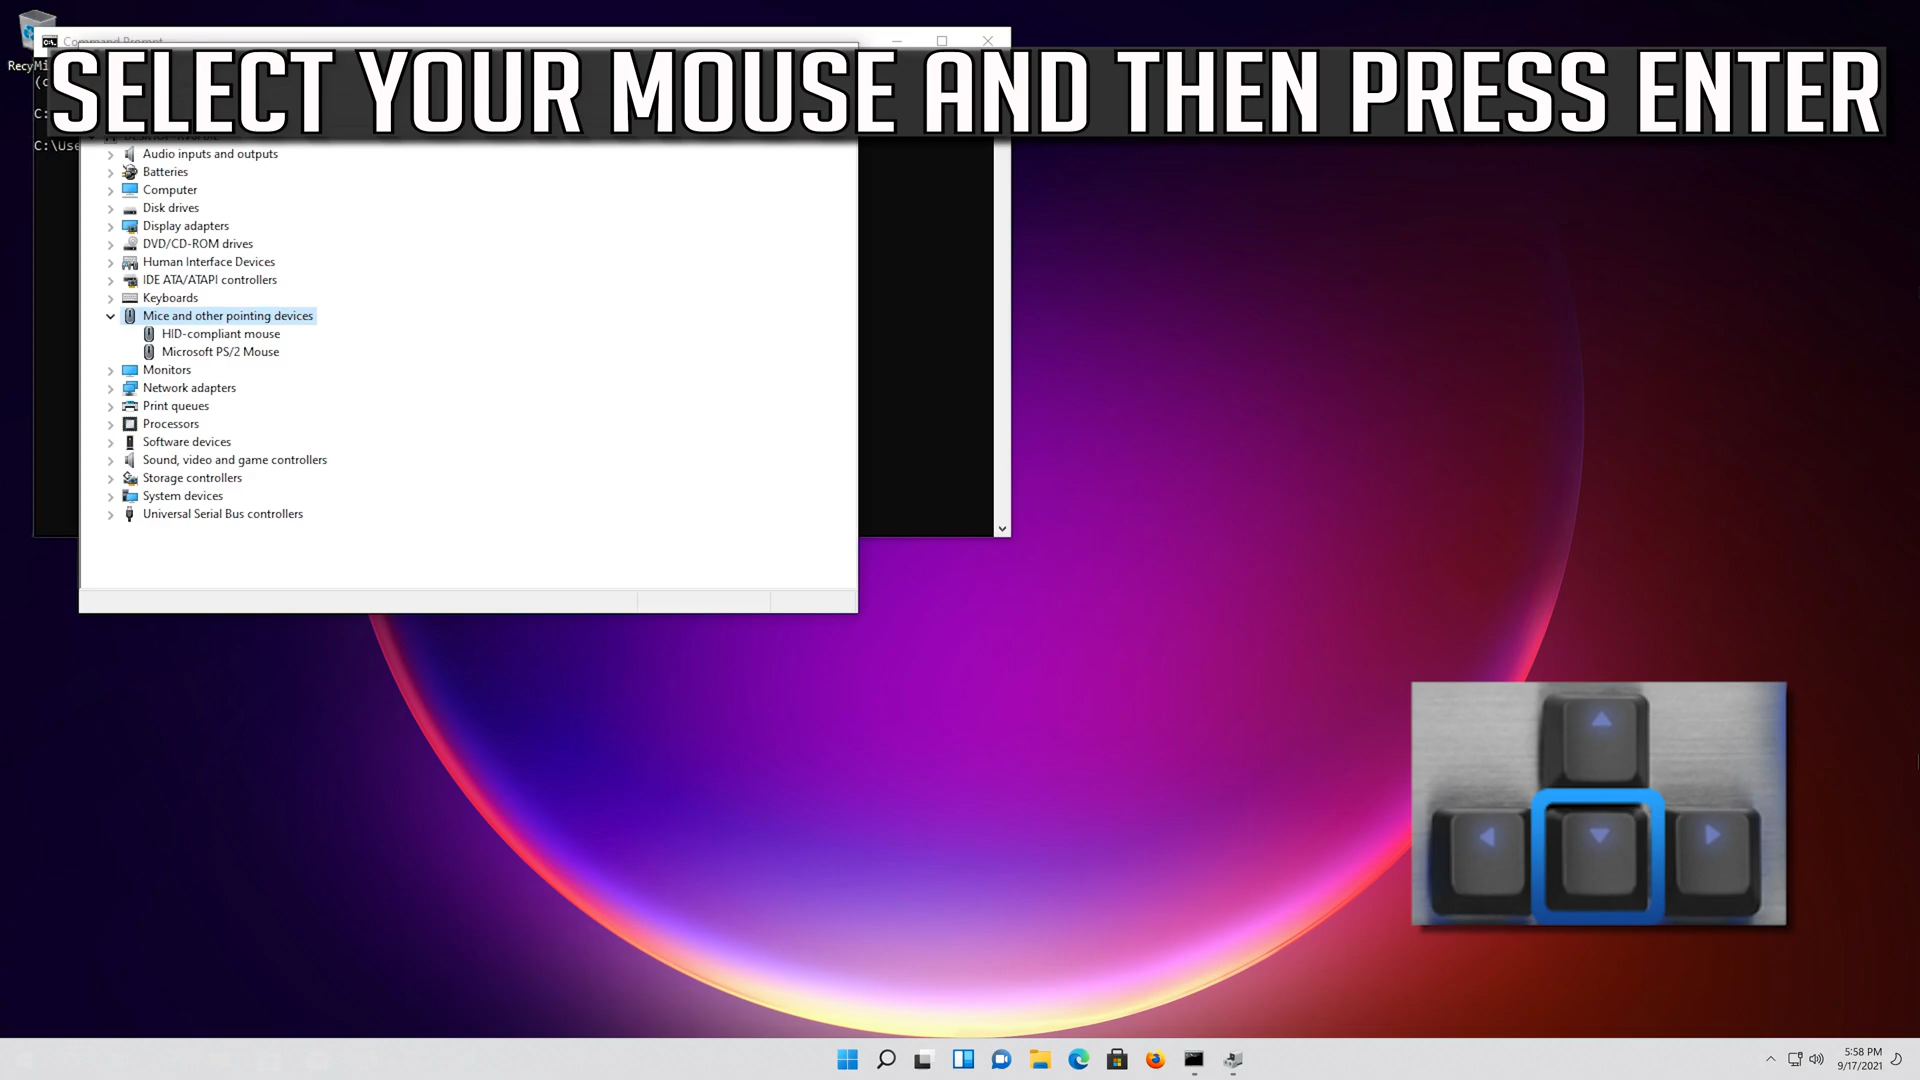 Command Prompt
SELECT YOUR MOUSE AND THEN PRESS ENTER
C:\Use
Audio inputs and outputs
Batteries
Computer
Disk drives
Display adapters
DVD/CD-ROM drives
Human Interface Devices
IDE ATA/ATAPI controllers
Keyboards
Mice and other pointing devices
HID-compliant mouse
Microsoft PS/2 Mouse
Monitors
Network adapters
Print queues
Processors
Software devices
Sound, video and game controllers
Storage controllers
System devices
Universal Serial Bus controllers
5:58 PM
9/17/2021